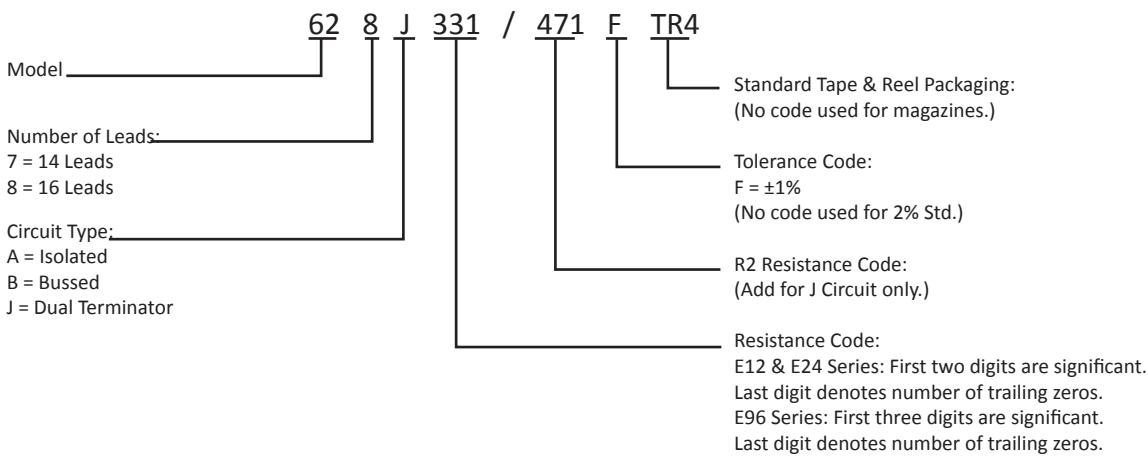 62 8 J 331 / 471 F TR4
Model
Number of Leads:
7 = 14 Leads
8 = 16 Leads
Circuit Type:
A = Isolated
B = Bussed
J = Dual Terminator
Standard Tape & Reel Packaging:
(No code used for magazines.)
Tolerance Code:
F = ±1%
(No code used for 2% Std.)
R2 Resistance Code:
(Add for J Circuit only.)
Resistance Code:
E12 & E24 Series: First two digits are significant.
Last digit denotes number of trailing zeros.
E96 Series: First three digits are significant.
Last digit denotes number of trailing zeros.